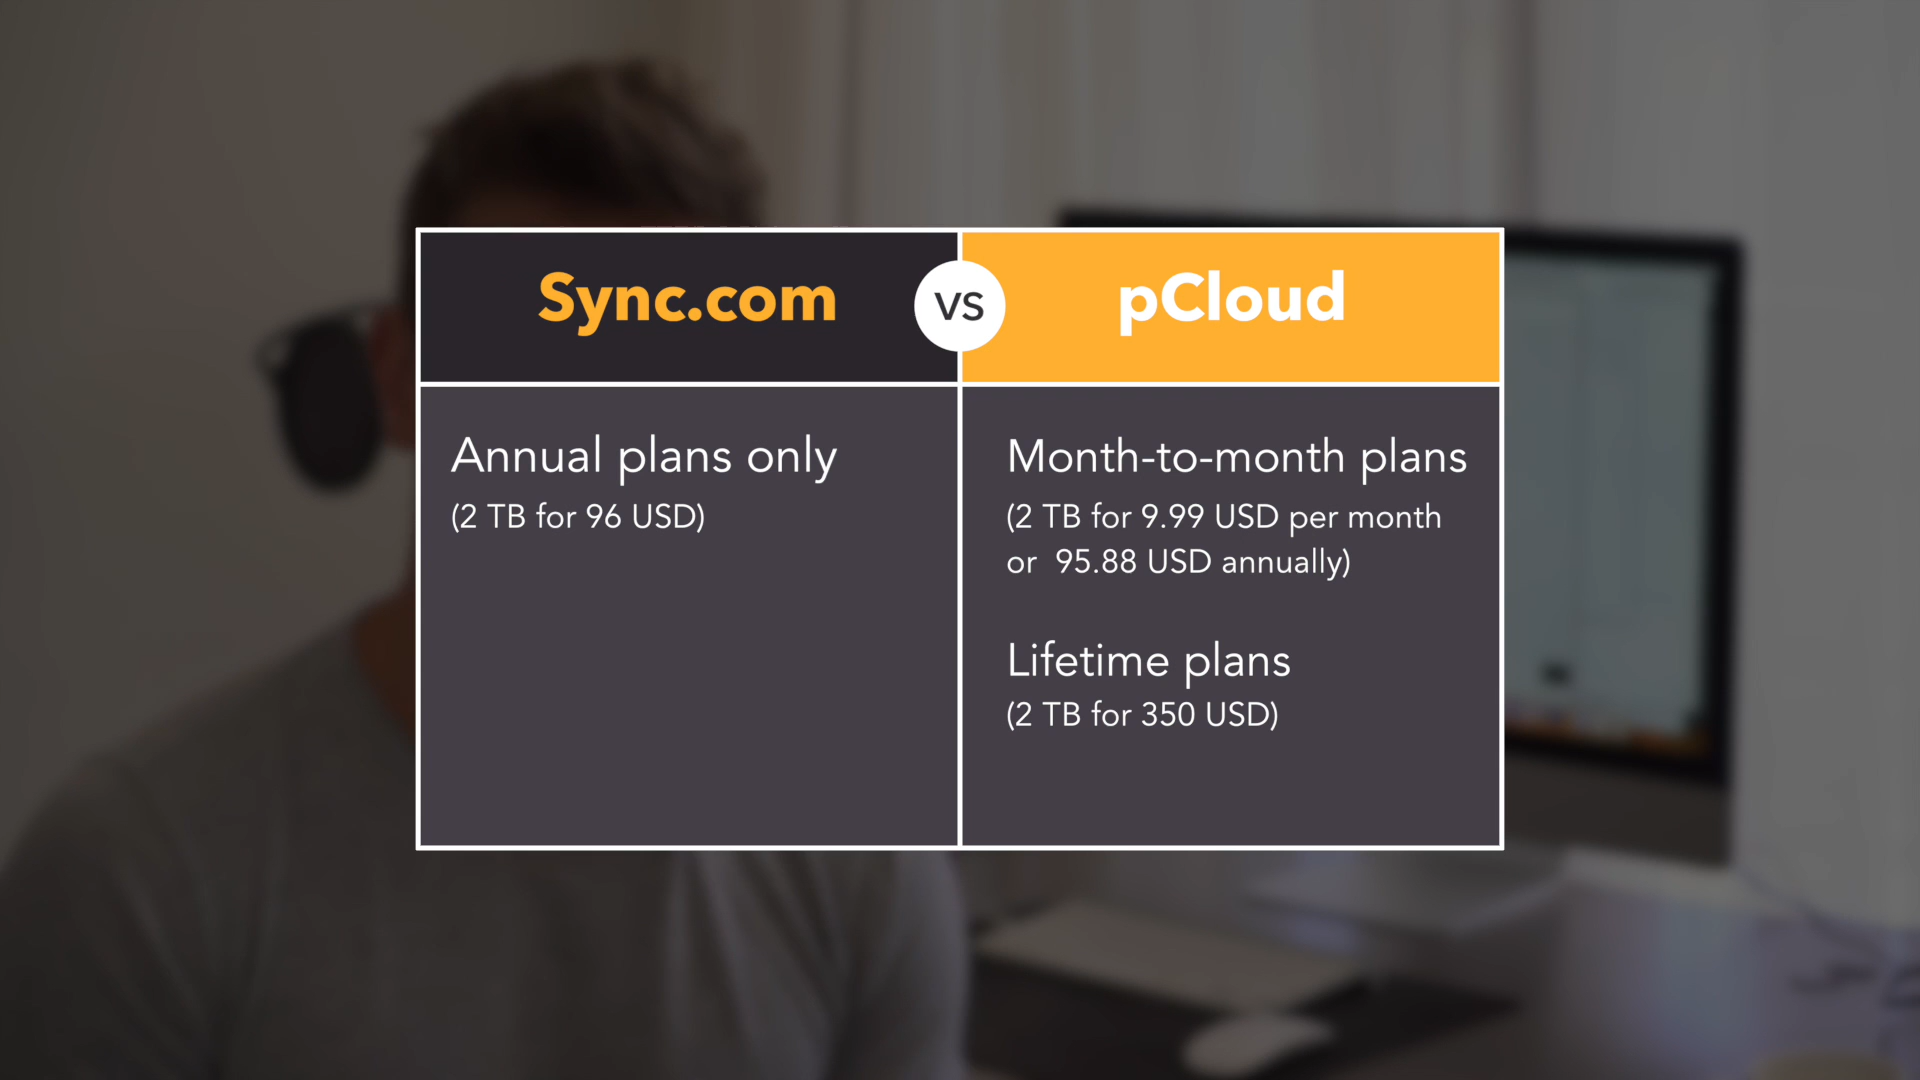 Sync.com
VS
pCloud
Annual plans only
(2 TB for 96 USD)
Month-to-month plans
(2 TB for 9.99 USD per month
or 95.88 USD annually)
Lifetime plans
(2 TB for 350 USD)